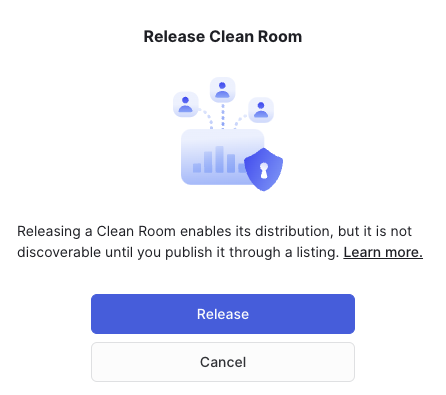 Release Clean Room
Releasing a Clean Room enables its distribution, but it is not
discoverable until you publish it through a listing. Learn more.
Release
Cancel